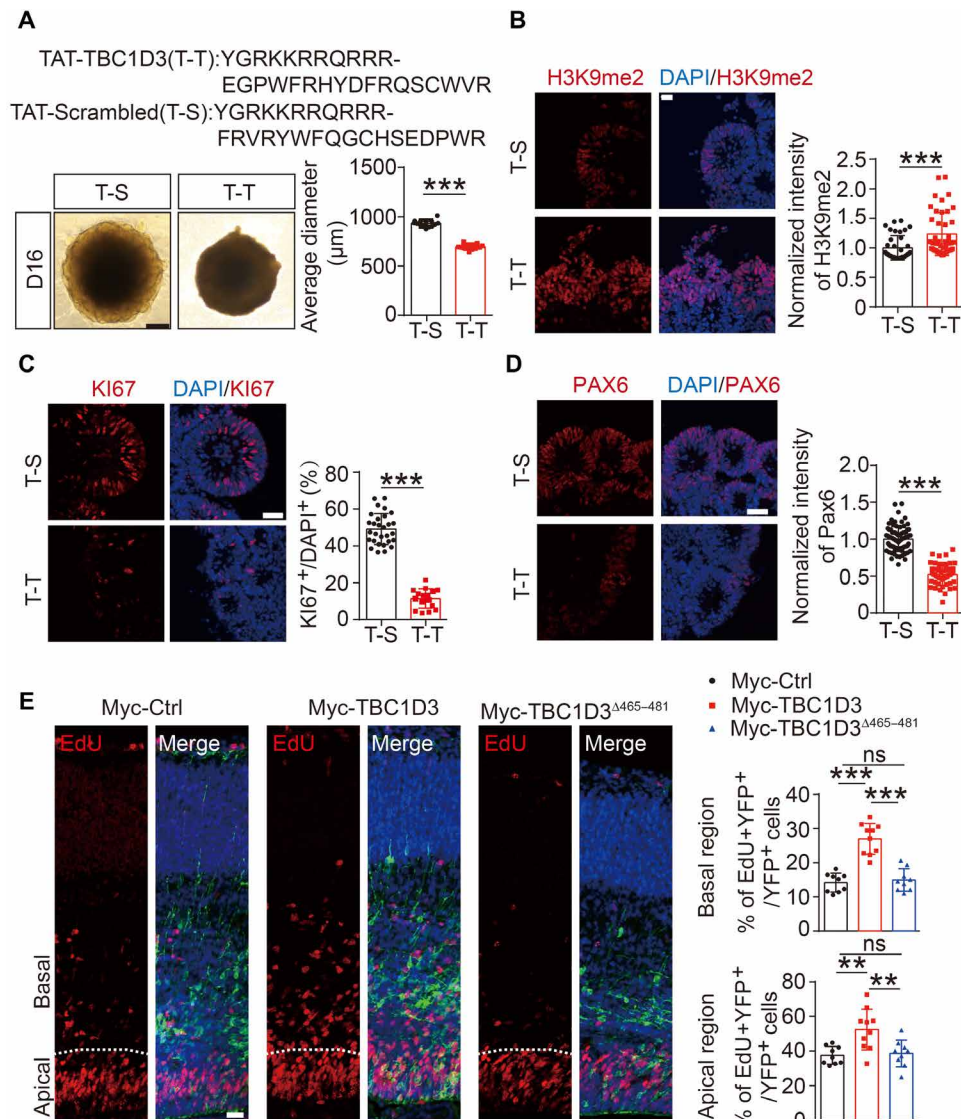 A
TAT-TBC1D3(T-T):YGRKKRRQRRR-
EGPWFRHYDFRQSCWVR
TAT-Scrambled(T-S):YGRKKRRQRRR-
FRVRYWFQGCHSEDPWR
T-S
T-T
D16
Average diameter
(μm)
1500
1000
500
0
***
T-S
T-T
B
H3K9me2
DAPI/H3K9me2
T-S
T-T
Normalized intensity
of H3K9me2
2.5
2.0
1.5
1.0
0.5
0
***
T-S
T-T
C
KI67
DAPI/KI67
T-S
T-T
KI67+/DAPI+ (%)
80
60
40
20
0
***
T-S
T-T
D
PAX6
DAPI/PAX6
T-S
T-T
Normalized intensity
of Pax6
2.0
1.5
1.0
0.5
0
***
T-S
T-T
E
Myc-Ctrl
Myc-TBC1D3
Myc-TBC1D3Δ465–481
EdU
Merge
EdU
Merge
EdU
Merge
Basal
Apical
Myc-Ctrl
Myc-TBC1D3
Myc-TBC1D3Δ465–481
Basal region
% of EdU+YFP+
/YFP+ cells
40
30
20
10
0
ns
***
***
Apical region
% of EdU+YFP+
/YFP+ cells
80
60
40
20
0
ns
**
**